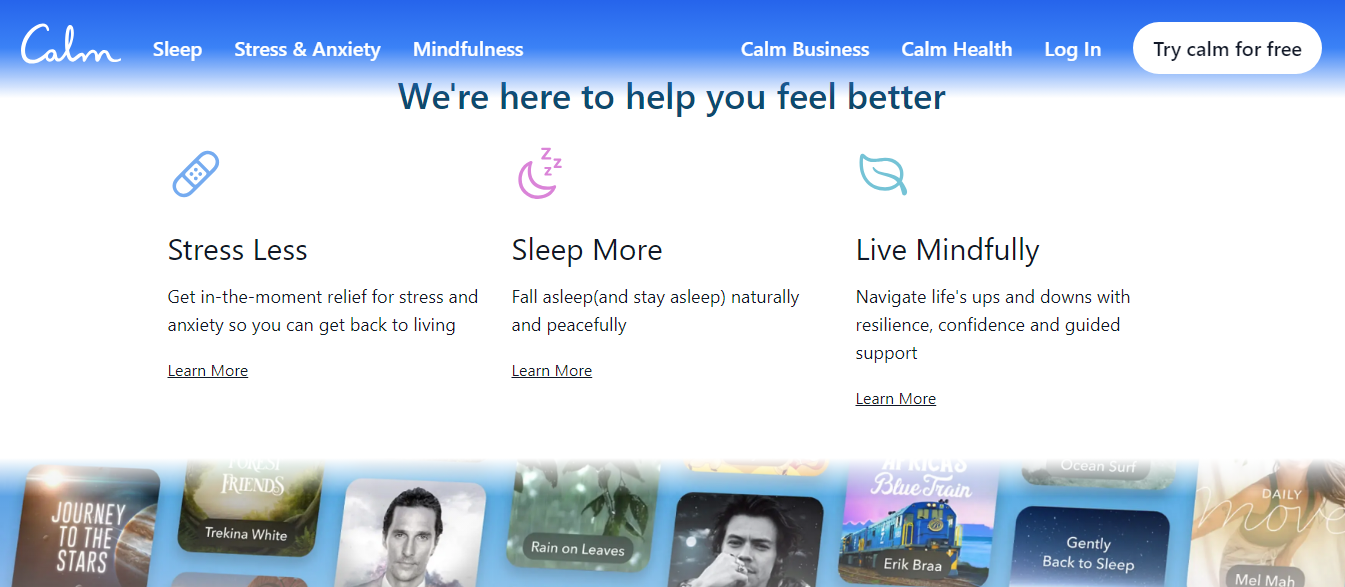 Calm Sleep Stress & Anxiety Mindfulness Calm Business Calm Health Log In Try calm for free
We're here to help you feel better
z z z
Stress Less
Get in-the-moment relief for stress and
anxiety so you can get back to living
Learn More
Sleep More
Fall asleep(and stay asleep) naturally
and peacefully
Learn More
Live Mindfully
Navigate life's ups and downs with
resilience, confidence and guided
support
Learn More
JOURNEY
TO THE
STARS
FOREST
FRIENDS
Trekina White
Rain on Leaves
AFRICA'S
Blue Train
Erik Braa
Ocean Surf
Gently
Back to Sleep
DAILY
move
Mel Mah